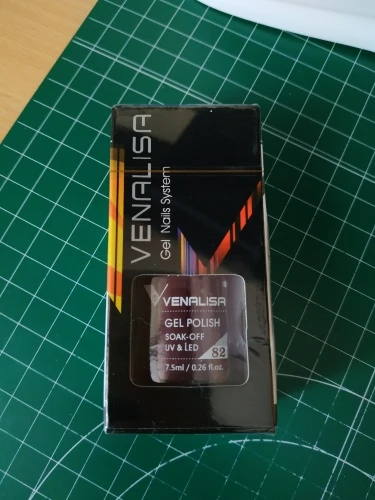 VENALISA
Gel Nails System
VENALISA®
GEL POLISH
SOAK-OFF
UV & LED
82
7.5ml / 0.26 fl.oz.